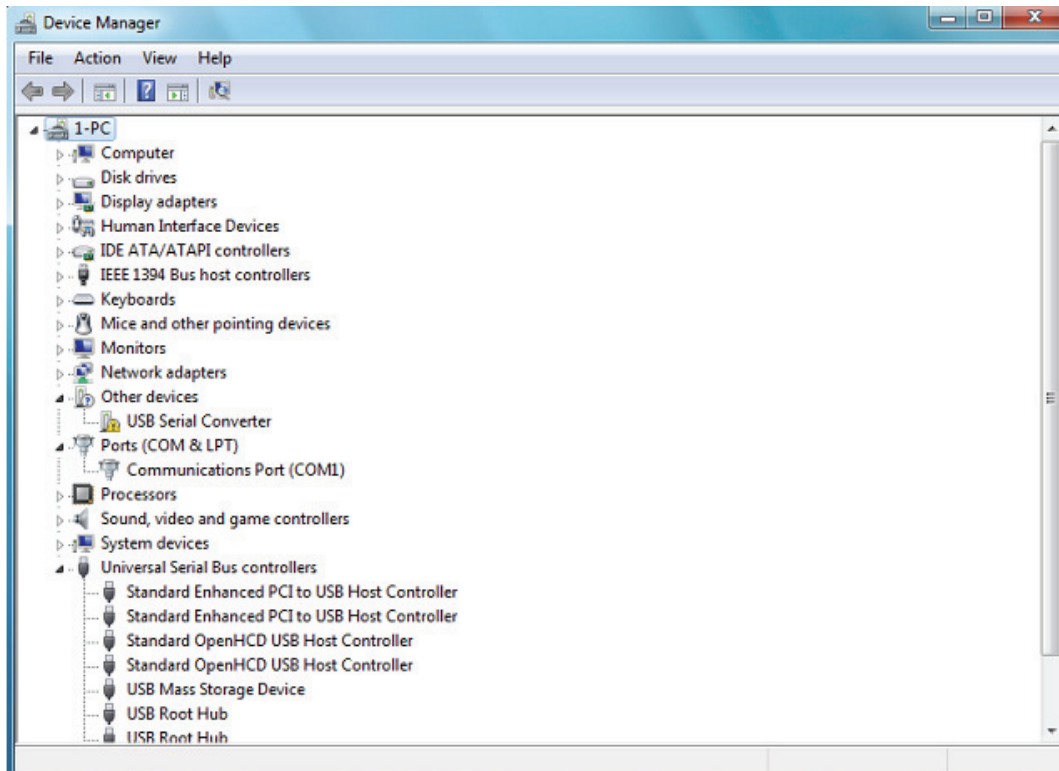 Device Manager
File Action View Help
1-PC
Computer
Disk drives
Display adapters
Human Interface Devices
IDE ATA/ATAPI controllers
IEEE 1394 Bus host controllers
Keyboards
Mice and other pointing devices
Monitors
Network adapters
Other devices
USB Serial Converter
Ports (COM & LPT)
Communications Port (COM1)
Processors
Sound, video and game controllers
System devices
Universal Serial Bus controllers
Standard Enhanced PCI to USB Host Controller
Standard Enhanced PCI to USB Host Controller
Standard OpenHCD USB Host Controller
Standard OpenHCD USB Host Controller
USB Mass Storage Device
USB Root Hub
USB Root Hub